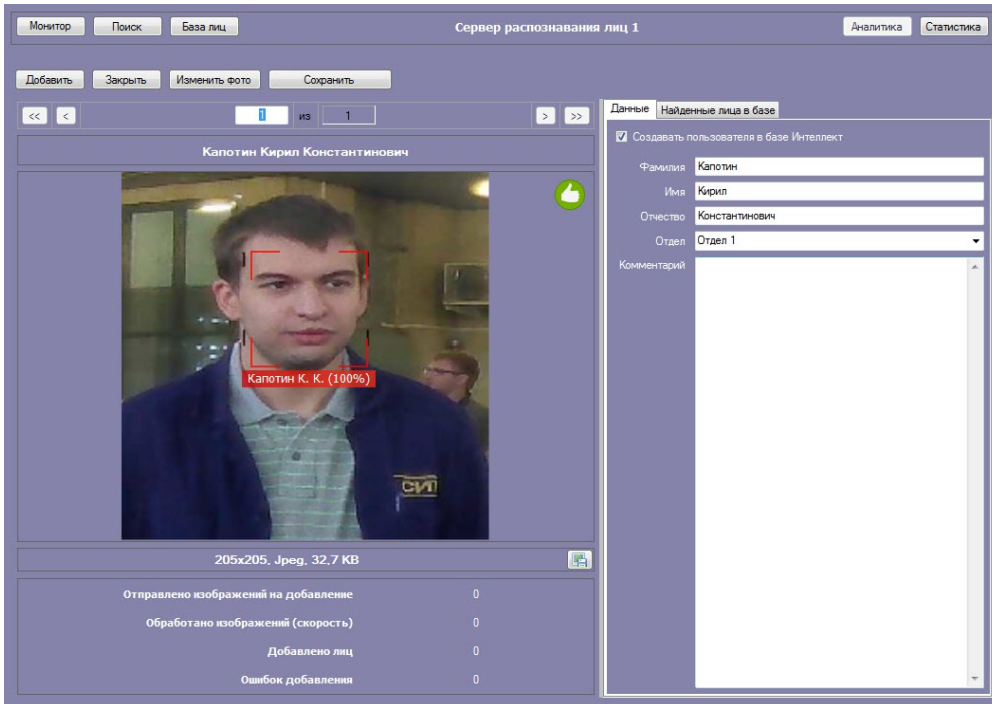 Монитор Поиск База лиц Сервер распознавания лиц 1 Аналитика Статистика
Добавить Закрыть Изменить фото Сохранить
<< < 1 из 1 > >>
Капотин Кирил Константинович
Капотин К. К. (100%)
СИП
205x205, Jpeg, 32,7 KB
Отправлено изображений на добавление 0
Обработано изображений (скорость) 0
Добавлено лиц 0
Ошибок добавления 0
Данные Найденные лица в базе
Создавать пользователя в базе Интеллект
Фамилия Капотин
Имя Кирил
Отчество Константинович
Отдел Отдел 1
Комментарий